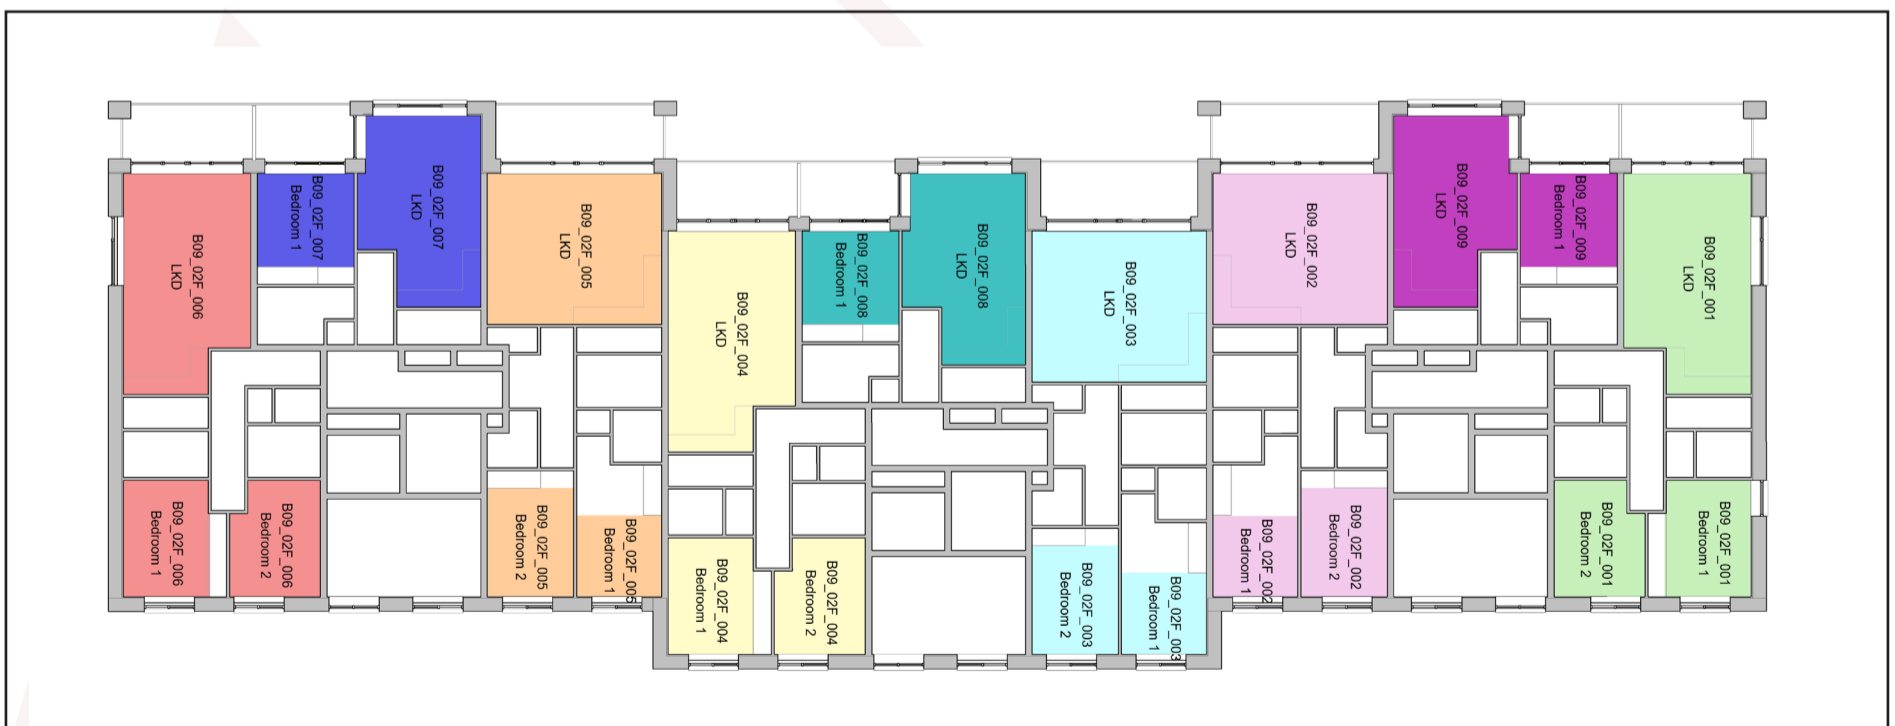 B09_02F_006
LKD
B09_02F_007
Bedroom 1
B09_02F_007
LKD
B09_02F_005
LKD
B09_02F_004
LKD
B09_02F_008
Bedroom 1
B09_02F_008
LKD
B09_02F_003
LKD
B09_02F_002
LKD
B09_02F_009
LKD
B09_02F_009
Bedroom 1
B09_02F_001
LKD
B09_02F_006
Bedroom 1
B09_02F_006
Bedroom 2
B09_02F_005
Bedroom 2
B09_02F_005
Bedroom 1
B09_02F_004
Bedroom 1
B09_02F_004
Bedroom 2
B09_02F_003
Bedroom 2
B09_02F_003
Bedroom 1
B09_02F_002
Bedroom 1
B09_02F_002
Bedroom 2
B09_02F_001
Bedroom 2
B09_02F_001
Bedroom 1